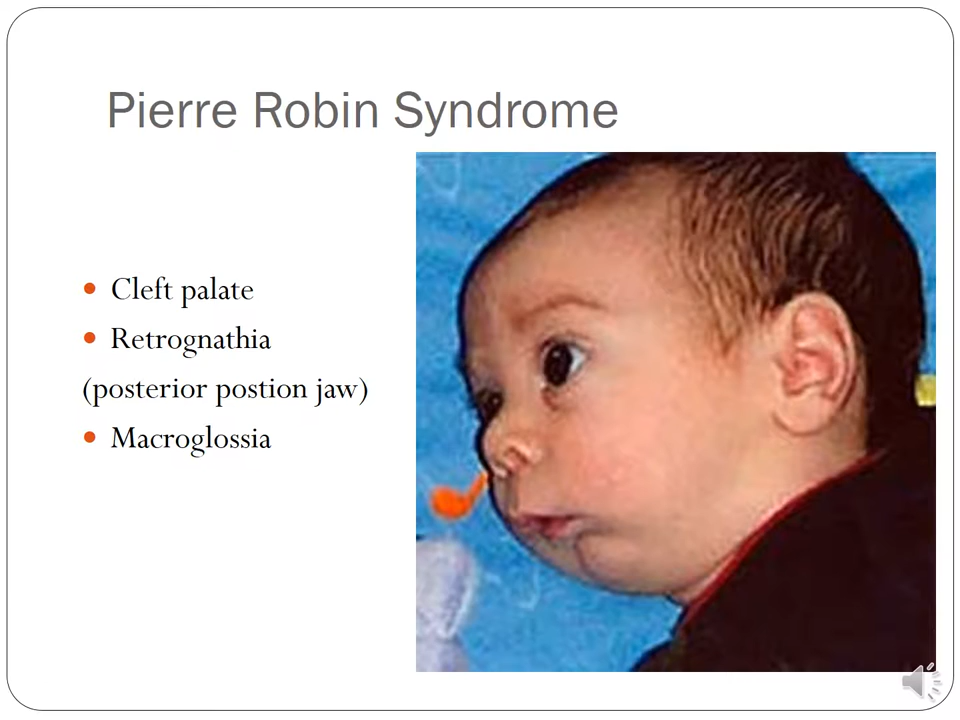 Pierre Robin Syndrome
Cleft palate
Retrognathia
(posterior postion jaw)
Macroglossia